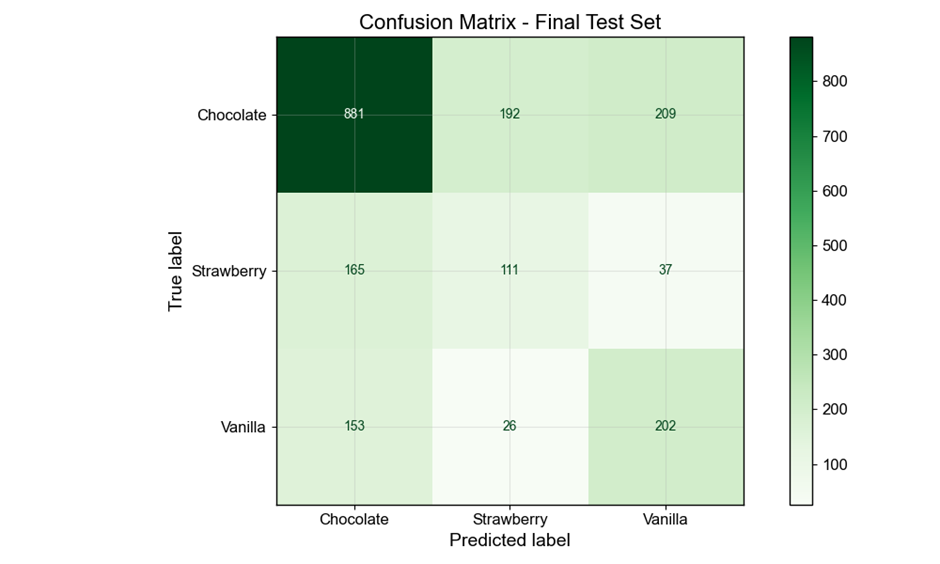 Confusion Matrix - Final Test Set
Chocolate 881 192 209
Strawberry 165 111 37
Vanilla 153 26 202
Chocolate Strawberry Vanilla
Predicted label
True label
800
700
600
500
400
300
200
100